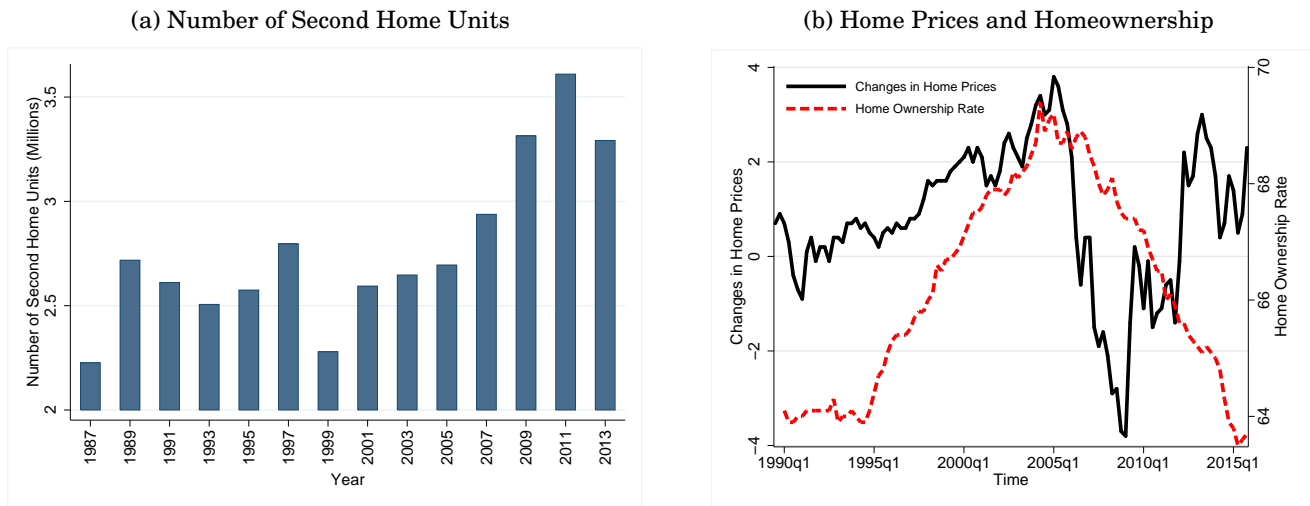 (a) Number of Second Home Units
Number of Second Home Units (Millions)
3.5
3
2.5
2
1987
1989
1991
1993
1995
1997
1999
2001
2003
2005
2007
2009
2011
2013
Year
(b) Home Prices and Homeownership
Changes in Home Prices
Home Ownership Rate
Changes in Home Prices
4
2
0
-2
-4
Home Ownership Rate
70
68
66
64
1990q1
1995q1
2000q1
2005q1
2010q1
2015q1
Time